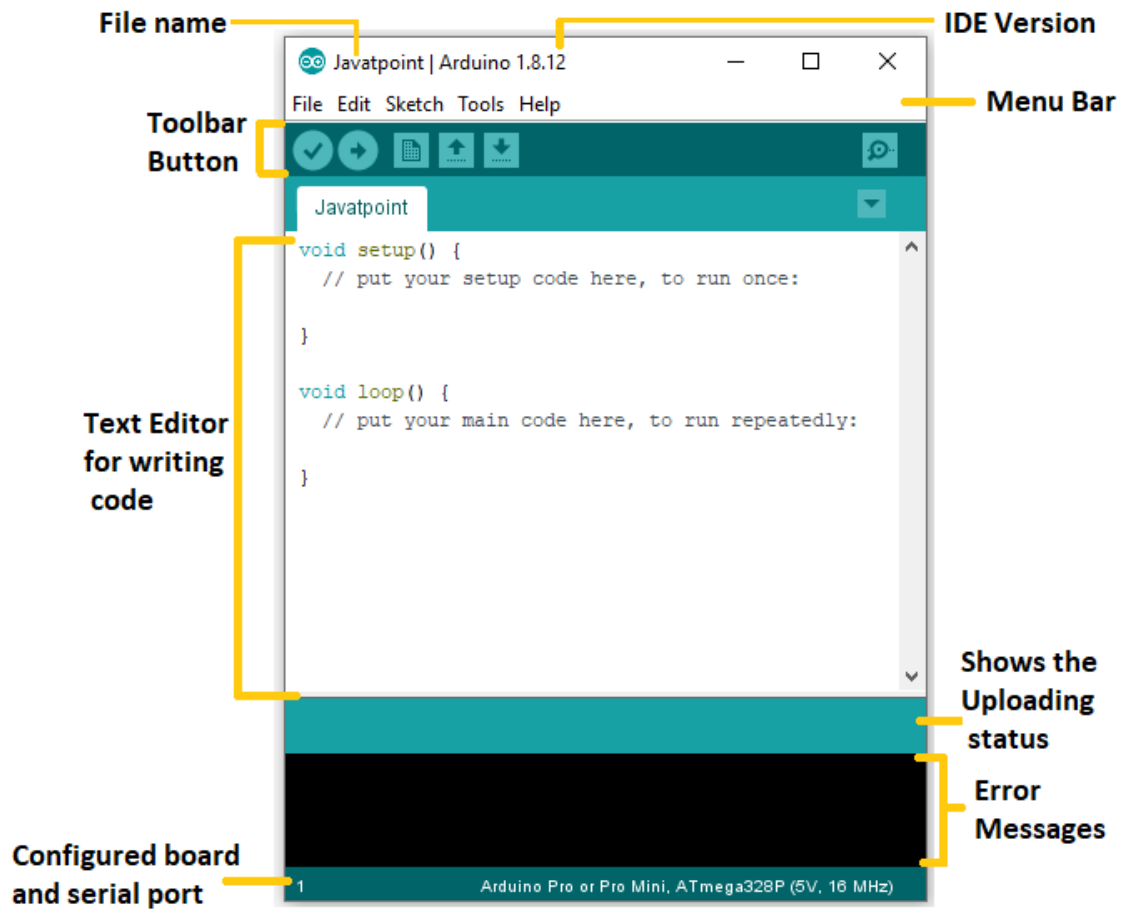 File name
IDE Version
Javatpoint | Arduino 1.8.12
File Edit Sketch Tools Help
Menu Bar
Toolbar
Button
Javatpoint
void setup() {
  // put your setup code here, to run once:
}
void loop() {
  // put your main code here, to run repeatedly:
}
Text Editor
for writing
code
Shows the
Uploading
status
Error
Messages
Configured board
and serial port
1 Arduino Pro or Pro Mini, ATmega328P (5V, 16 MHz)